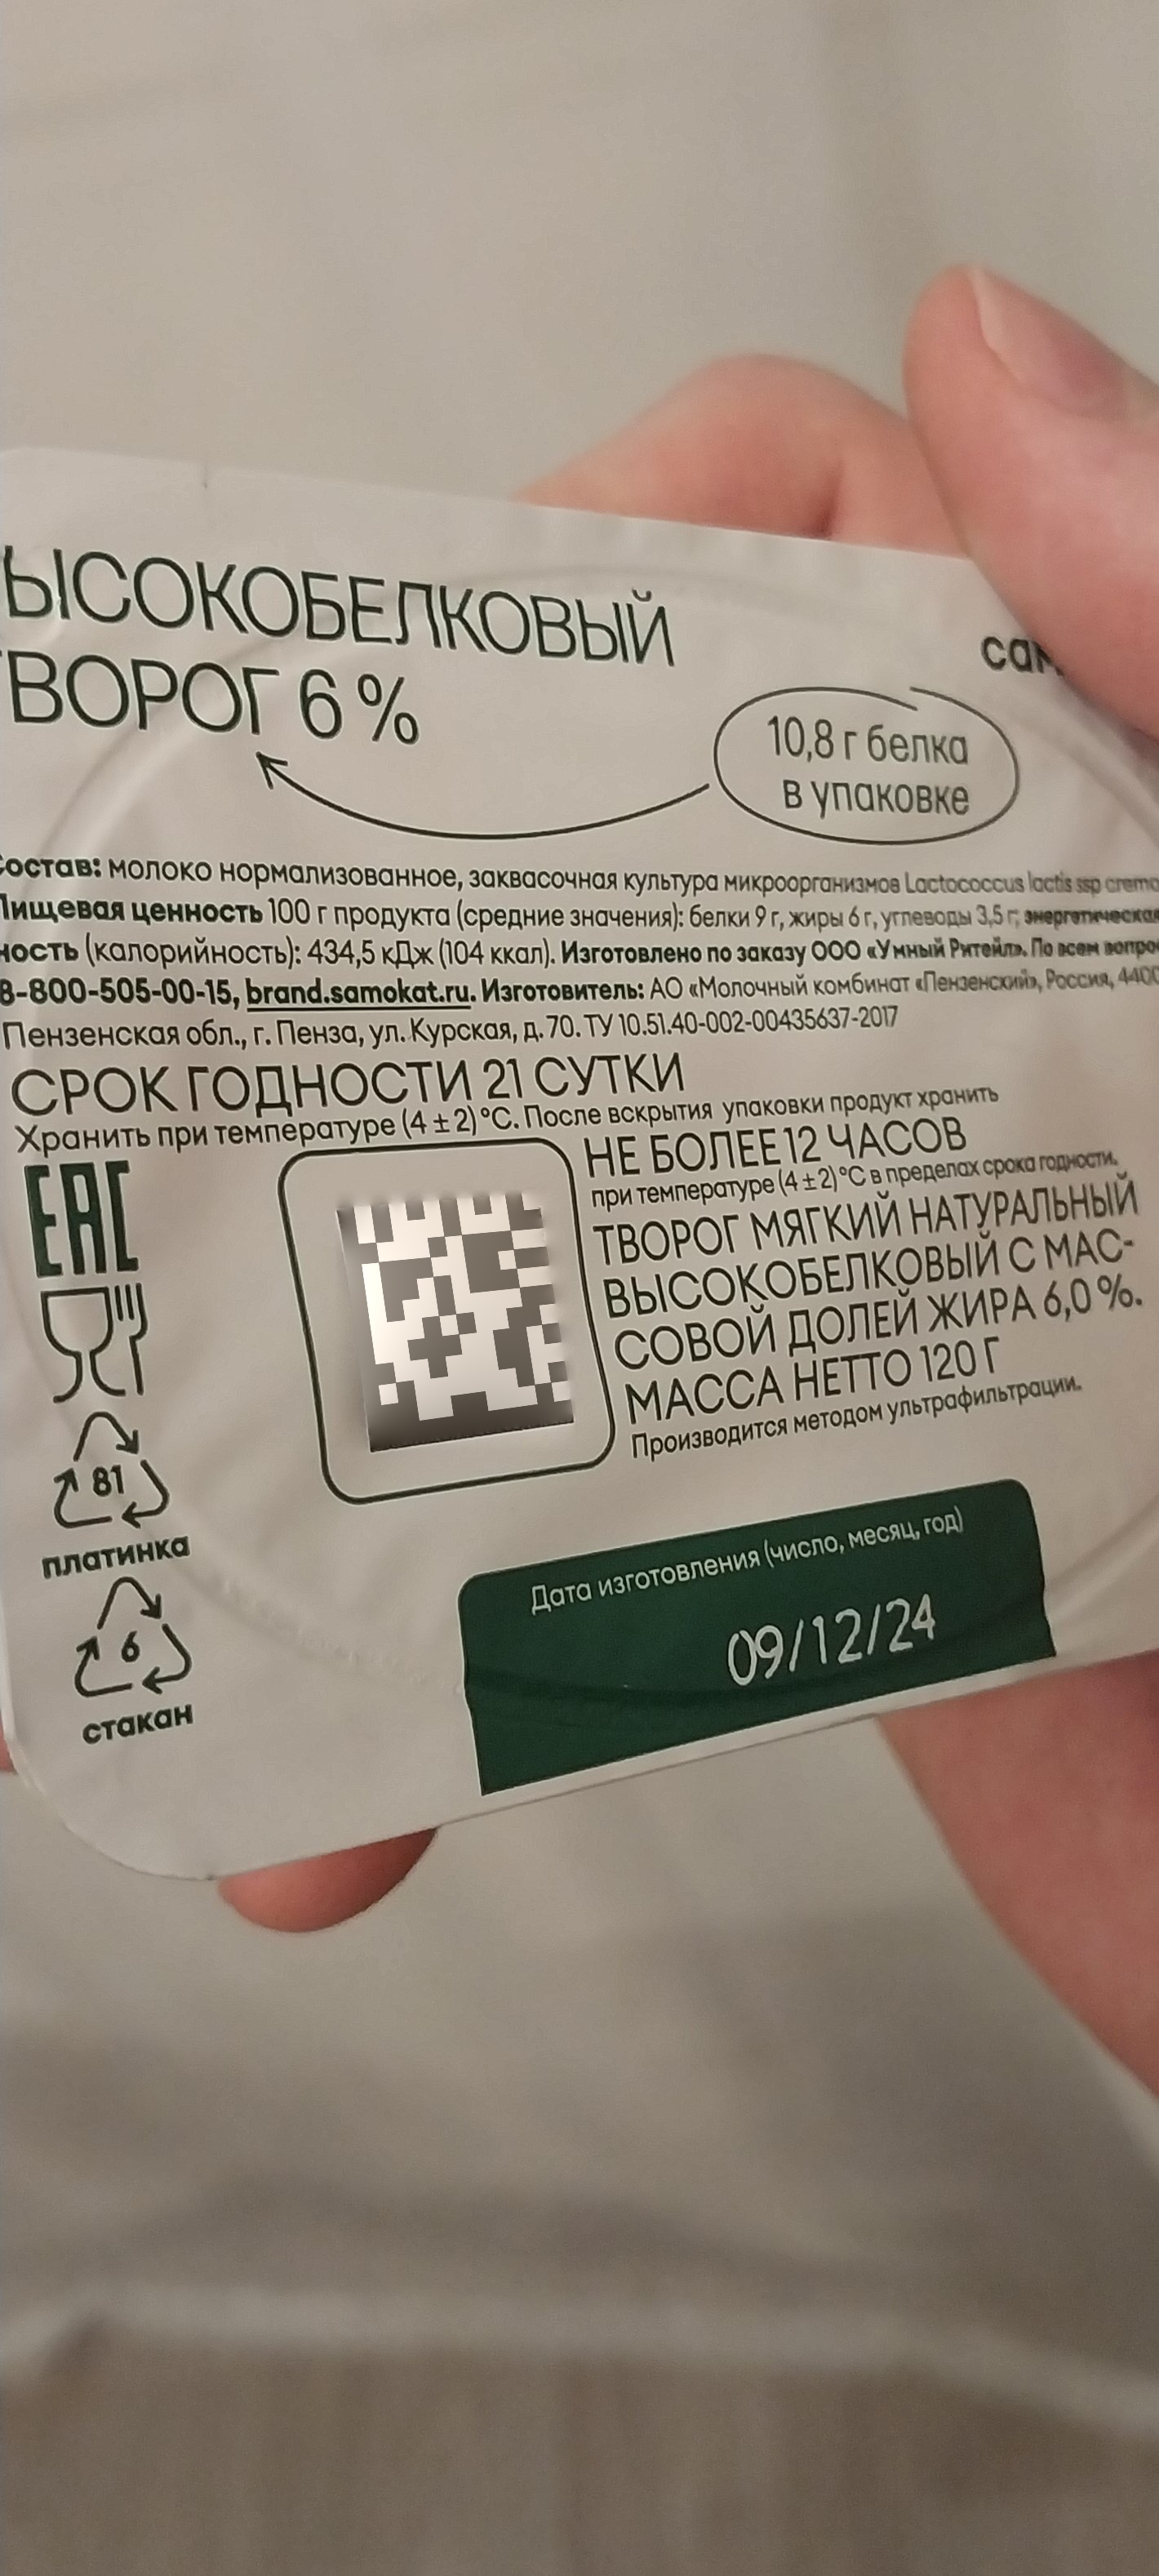 ЫСОКОБЕЛКОВЫЙ
ВОРОГ 6 %
10,8 г белка
в упаковке
Состав: молоко нормализованное, заквасочная культура микроорганизмов Lactococcus lactis ssp cremo
Пищевая ценность 100 г продукта (средние значения): белки 9 г, жиры 6 г, углеводы 3,5 г; энергетическая
ность (калорийность): 434,5 кДж (104 ккал). Изготовлено по заказу ООО «Умный Ритейл». По всем вопро
8-800-505-00-15, brand.samokat.ru. Изготовитель: АО «Молочный комбинат «Пензенский», Россия, 4400
Пензенская обл., г. Пенза, ул. Курская, д. 70. ТУ 10.51.40-002-00435637-2017
СРОК ГОДНОСТИ 21 СУТКИ
Хранить при температуре (4 ± 2) °С. После вскрытия упаковки продукт хранить
НЕ БОЛЕЕ 12 ЧАСОВ
при температуре (4 ± 2) °С в пределах срока годности.
ТВОРОГ МЯГКИЙ НАТУРАЛЬНЫЙ
ВЫСОКОБЕЛКОВЫЙ С МАС-
СОВОЙ ДОЛЕЙ ЖИРА 6,0 %.
МАССА НЕТТО 120 Г
Производится методом ультрафильтрации.
EAC
81
платинка
6
стакан
Дата изготовления (число, месяц, год)
09/12/24